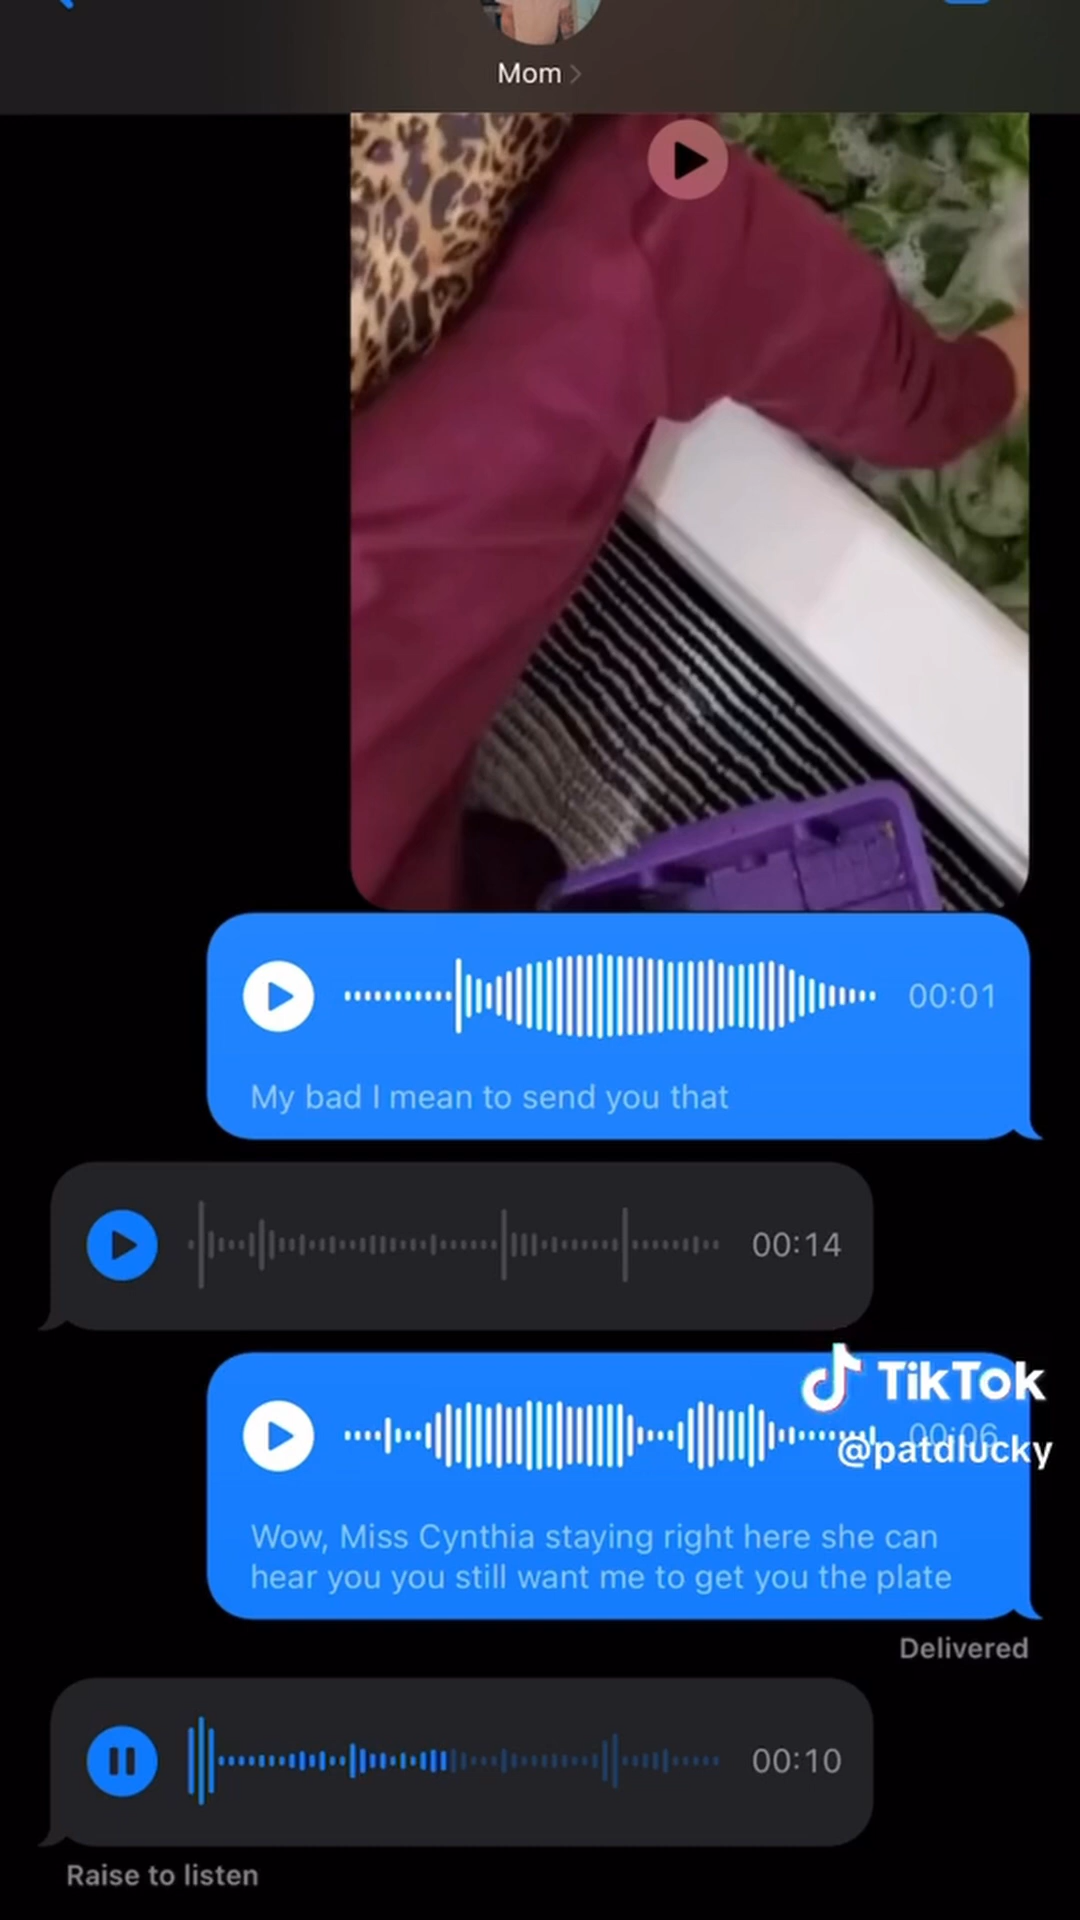 Mom
00:01
My bad I mean to send you that
00:14
TikTok
00:06
@patdlucky
Wow, Miss Cynthia staying right here she can
hear you you still want me to get you the plate
Delivered
00:10
Raise to listen